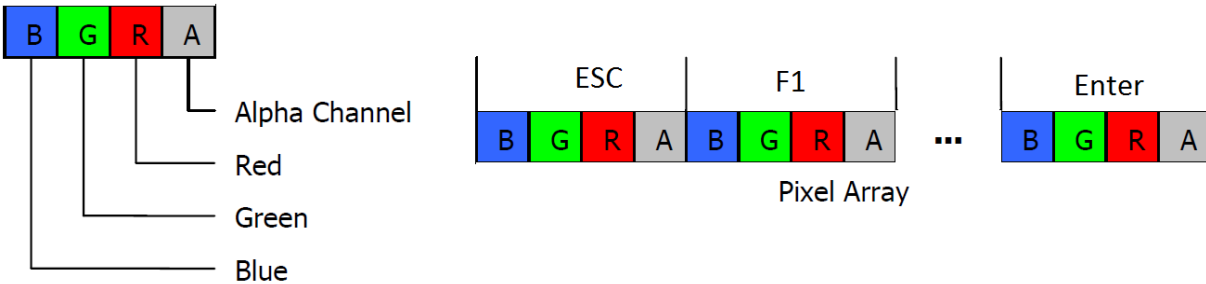 B G R A
Alpha Channel
Red
Green
Blue
ESC F1 Enter
B G R A B G R A ... B G R A
Pixel Array